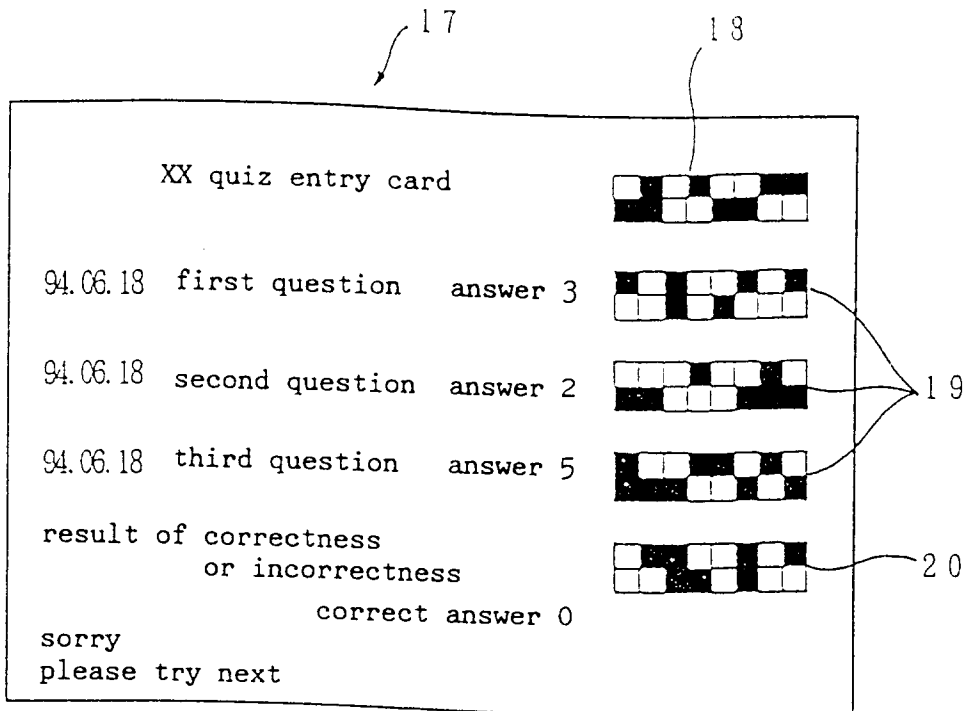 17
18
XX quiz entry card
94.06.18 first question answer 3
94.06.18 second question answer 2
19
94.06.18 third question answer 5
result of correctness
or incorrectness
20
correct answer 0
sorry
please try next